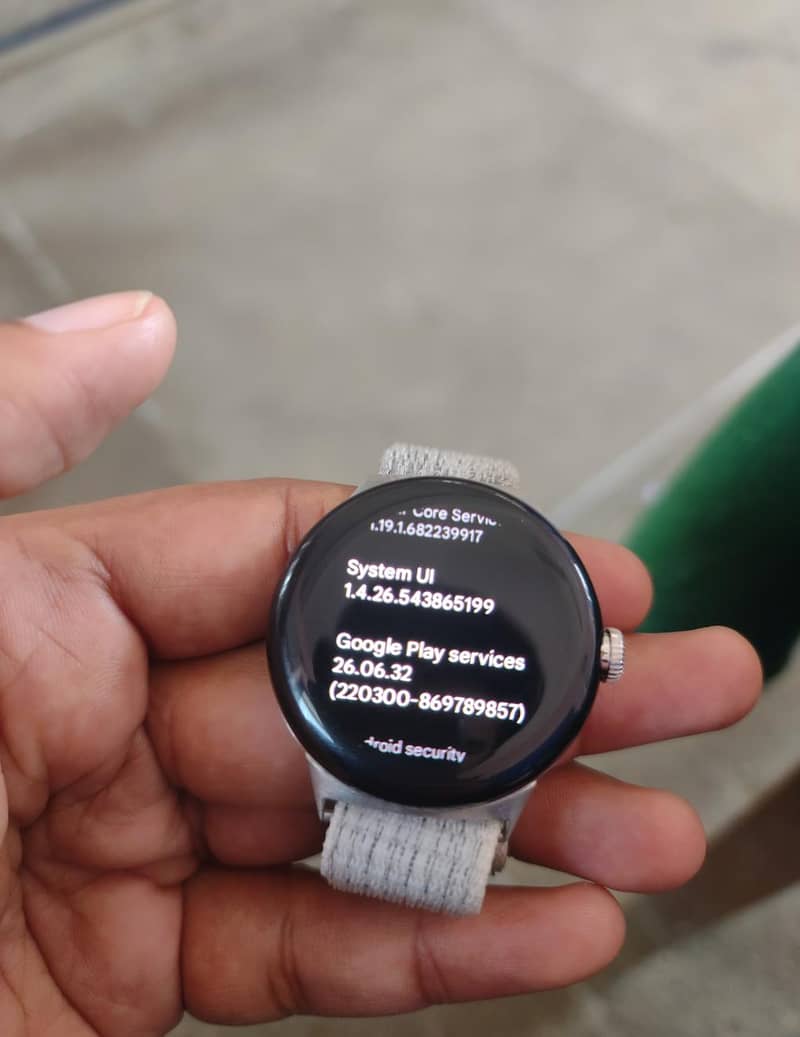 Core Servic
.19.1.682239917
System UI
1.4.26.543865199
Google Play services
26.06.32
(220300-869789857)
droid security